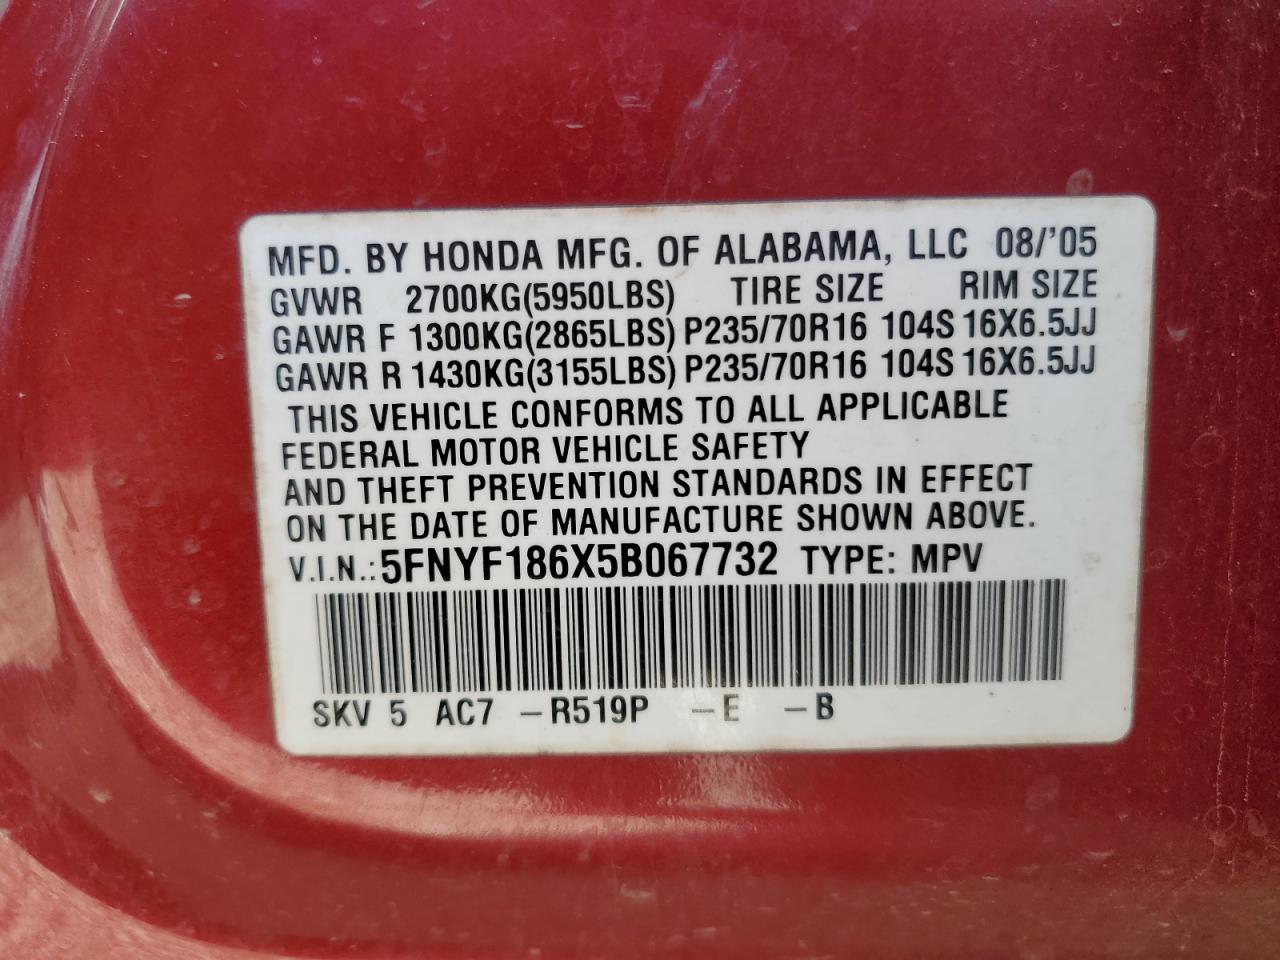 MFD. BY HONDA MFG. OF ALABAMA, LLC 08/'05
GVWR 2700KG(5950LBS) TIRE SIZE RIM SIZE
GAWR F 1300KG(2865LBS) P235/70R16 104S 16X6.5JJ
GAWR R 1430KG(3155LBS) P235/70R16 104S 16X6.5JJ
THIS VEHICLE CONFORMS TO ALL APPLICABLE
FEDERAL MOTOR VEHICLE SAFETY
AND THEFT PREVENTION STANDARDS IN EFFECT
ON THE DATE OF MANUFACTURE SHOWN ABOVE.
V.I.N.: 5FNYF186X5B067732 TYPE: MPV
SKV 5 AC7 -R519P -E -B